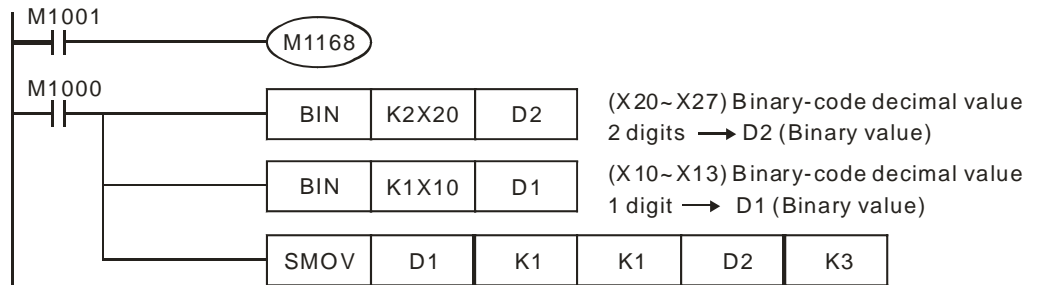 M1001
M1168
M1000
BIN K2X20 D2
(X20~X27) Binary-code decimal value
2 digits → D2 (Binary value)
BIN K1X10 D1
(X10~X13) Binary-code decimal value
1 digit → D1 (Binary value)
SMOV D1 K1 K1 D2 K3